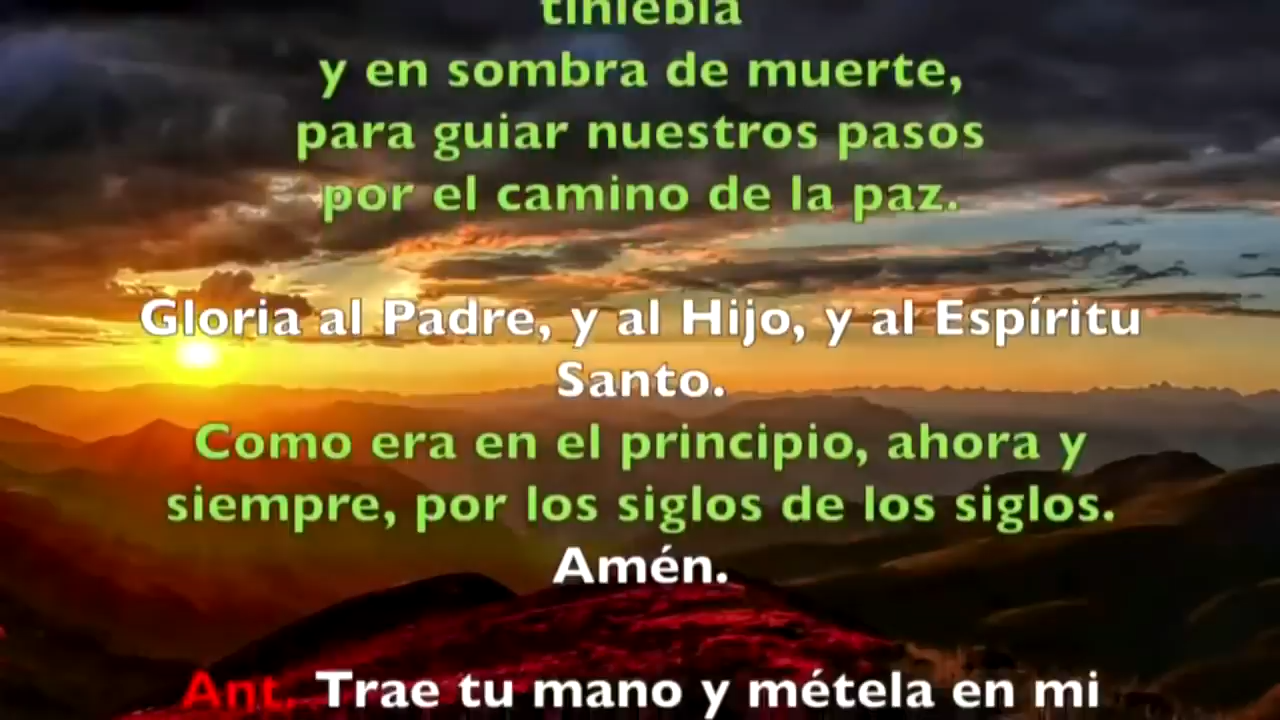 tiniebla
y en sombra de muerte,
para guiar nuestros pasos
por el camino de la paz.
Gloria al Padre, y al Hijo, y al Espíritu
Santo.
Como era en el principio, ahora y
siempre, por los siglos de los siglos.
Amén.
Ant. Trae tu mano y métela en mi